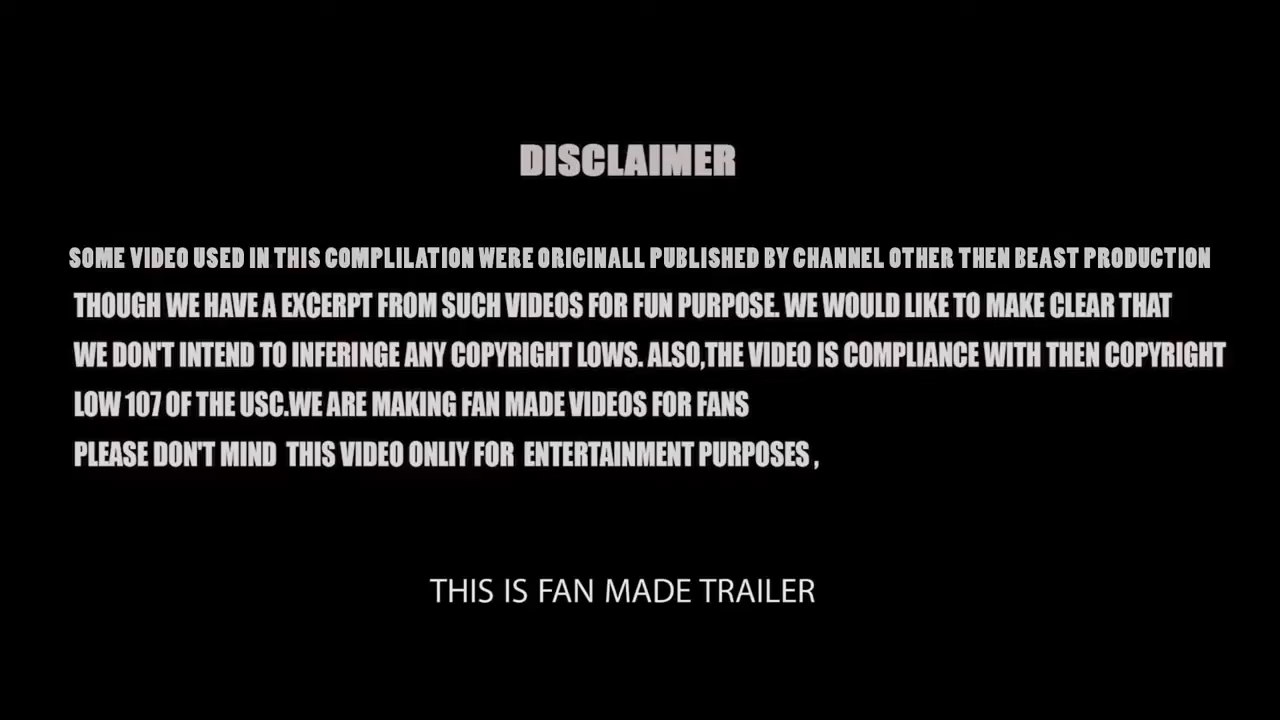 DISCLAIMER
SOME VIDEO USED IN THIS COMPLILATION WERE ORIGINALL PUBLISHED BY CHANNEL OTHER THEN BEAST PRODUCTION
THOUGH WE HAVE A EXCERPT FROM SUCH VIDEOS FOR FUN PURPOSE. WE WOULD LIKE TO MAKE CLEAR THAT
WE DON'T INTEND TO INFERINGE ANY COPYRIGHT LOWS. ALSO,THE VIDEO IS COMPLIANCE WITH THEN COPYRIGHT
LOW 107 OF THE USC.WE ARE MAKING FAN MADE VIDEOS FOR FANS
PLEASE DON'T MIND THIS VIDEO ONLIY FOR ENTERTAINMENT PURPOSES ,
THIS IS FAN MADE TRAILER